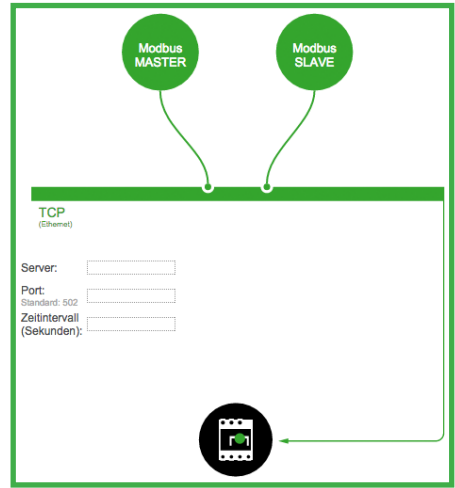 Modbus
MASTER
Modbus
SLAVE
TCP
(Ethernet)
Server:
Port:
Standard: 502
Zeitintervall
(Sekunden):